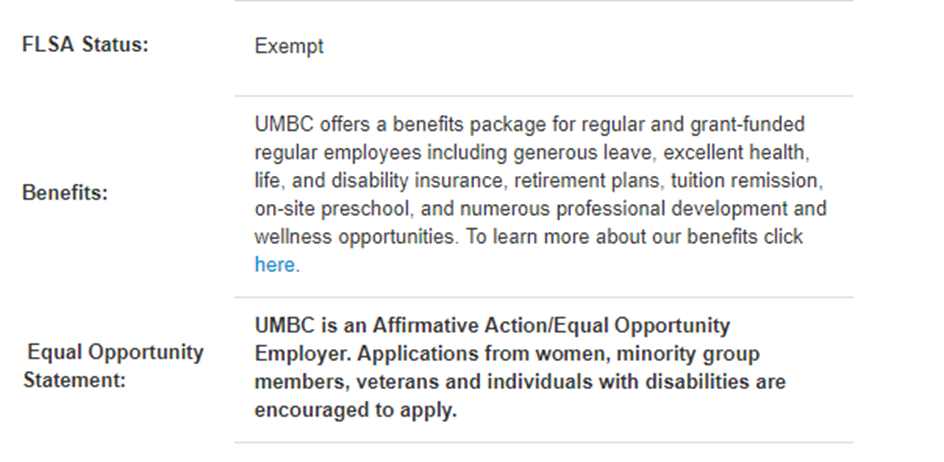 FLSA Status:
Exempt
Benefits:
UMBC offers a benefits package for regular and grant-funded
regular employees including generous leave, excellent health,
life, and disability insurance, retirement plans, tuition remission,
on-site preschool, and numerous professional development and
wellness opportunities. To learn more about our benefits click
here.
Equal Opportunity
Statement:
UMBC is an Affirmative Action/Equal Opportunity
Employer. Applications from women, minority group
members, veterans and individuals with disabilities are
encouraged to apply.